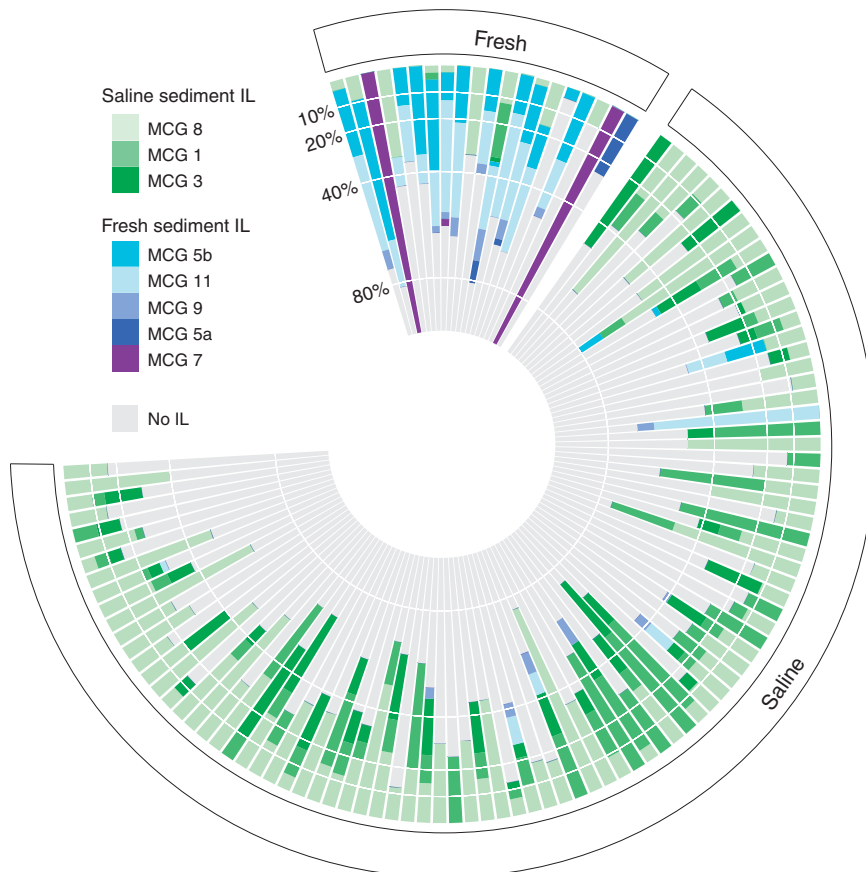 Fresh
Saline sediment IL
MCG 8
MCG 1
MCG 3
Fresh sediment IL
MCG 5b
MCG 11
MCG 9
MCG 5a
MCG 7
No IL
10%
20%
40%
80%
Saline